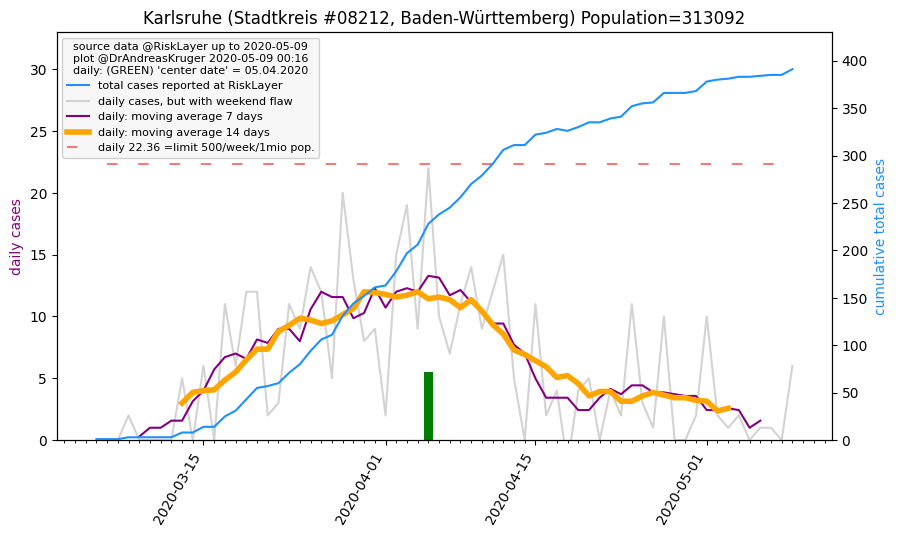 Karlsruhe (Stadtkreis #08212, Baden-Württemberg) Population=313092
source data @RiskLayer up to 2020-05-09
plot @DrAndreasKruger 2020-05-09 00:16
daily: (GREEN) 'center date' = 05.04.2020
total cases reported at RiskLayer
daily cases, but with weekend flaw
daily: moving average 7 days
daily: moving average 14 days
daily 22.36 =limit 500/week/1mio pop.
daily cases
30
25
20
15
10
5
0
400
350
300
250
200
150
100
50
0
cumulative total cases
2020-03-15
2020-04-01
2020-04-15
2020-05-01